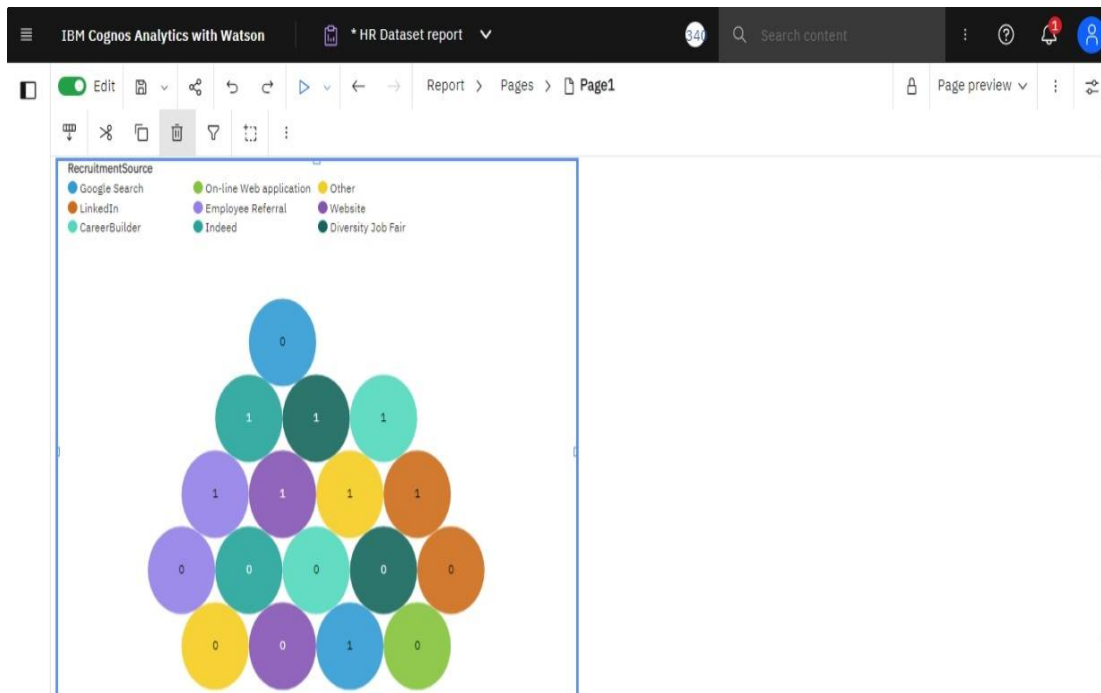 IBM Cognos Analytics with Watson
* HR Dataset report
340
Search content
1
Edit
Report > Pages > Page1
Page preview
RecruitmentSource
Google Search
On-line Web application
Other
LinkedIn
Employee Referral
Website
CareerBuilder
Indeed
Diversity Job Fair
0
1 1 1
1 1 1 1
0 0 0 0 0
0 0 1 0